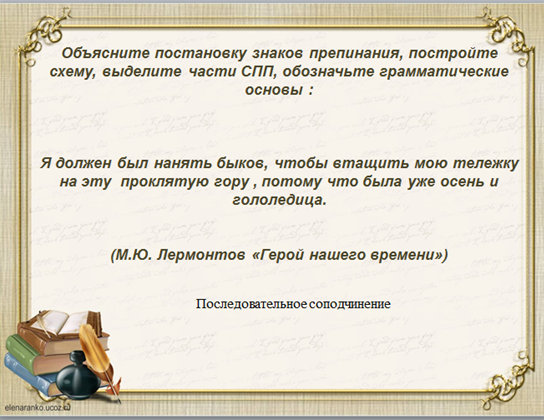 Объясните постановку знаков препинания, постройте
схему, выделите части СПП, обозначьте грамматические
основы :
Я должен был нанять быков, чтобы втащить мою тележку
на эту проклятую гору , потому что была уже осень и
гололедица.
(М.Ю. Лермонтов «Герой нашего времени»)
Последовательное соподчинение
elenaranko.ucoz.ru